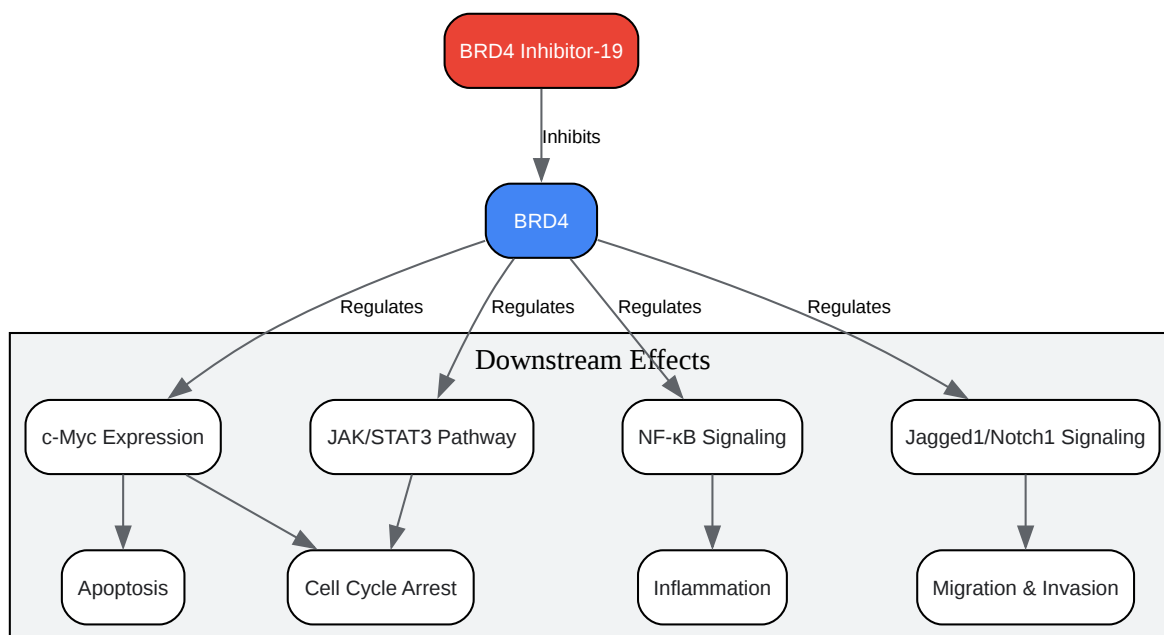 BRD4 Inhibitor-19
Inhibits
BRD4
Regulates
Regulates
Regulates
Regulates
Downstream Effects
c-Myc Expression
JAK/STAT3 Pathway
NF-κB Signaling
Jagged1/Notch1 Signaling
Apoptosis
Cell Cycle Arrest
Inflammation
Migration & Invasion